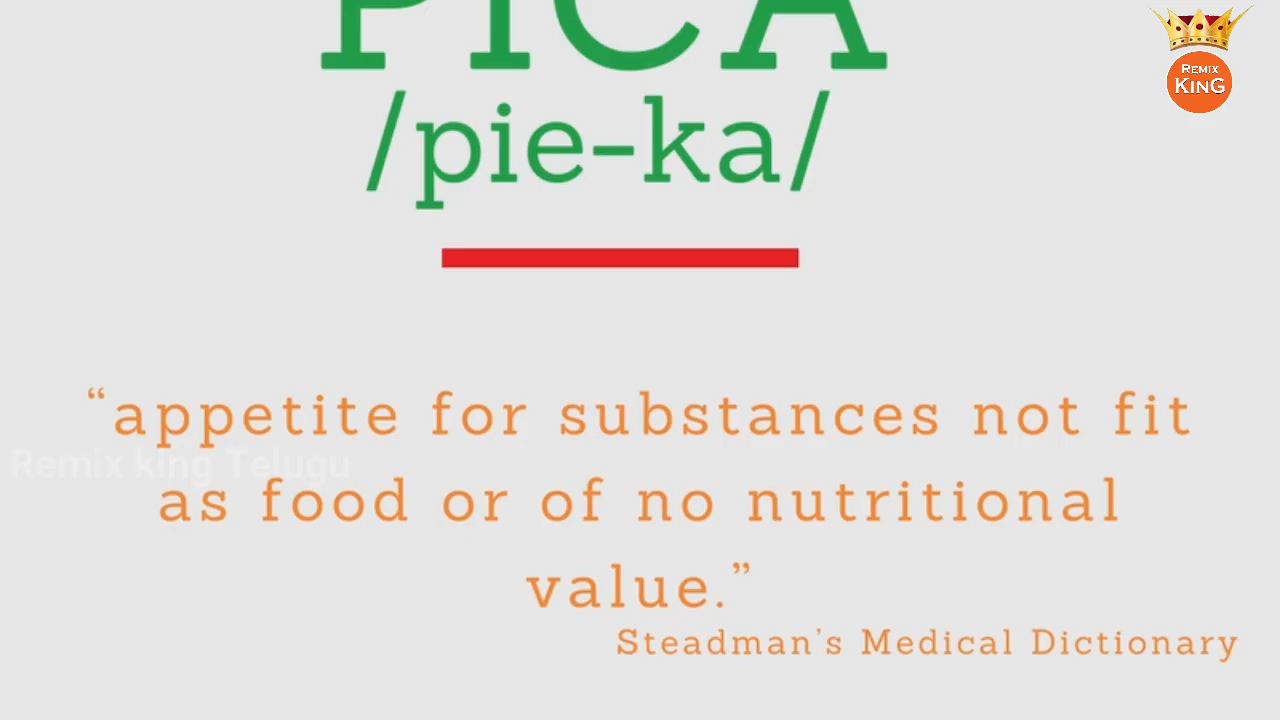 PICA
REMIX
KING
/pie-ka/
“appetite for substances not fit
Remix king Telugu
as food or of no nutritional
value.”
Steadman's Medical Dictionary